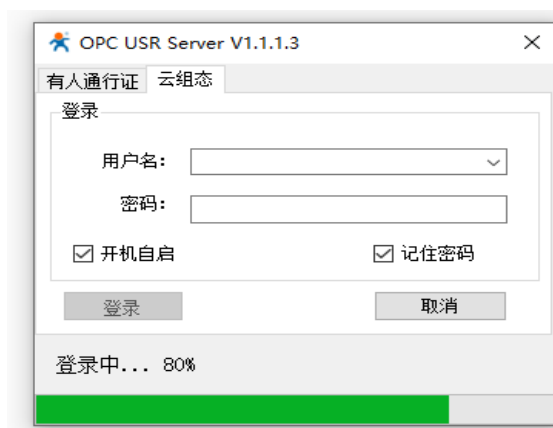 OPC USR Server V1.1.1.3
有人通行证 云组态
登录
用户名:
密码:
开机自启 记住密码
登录 取消
登录中... 80%